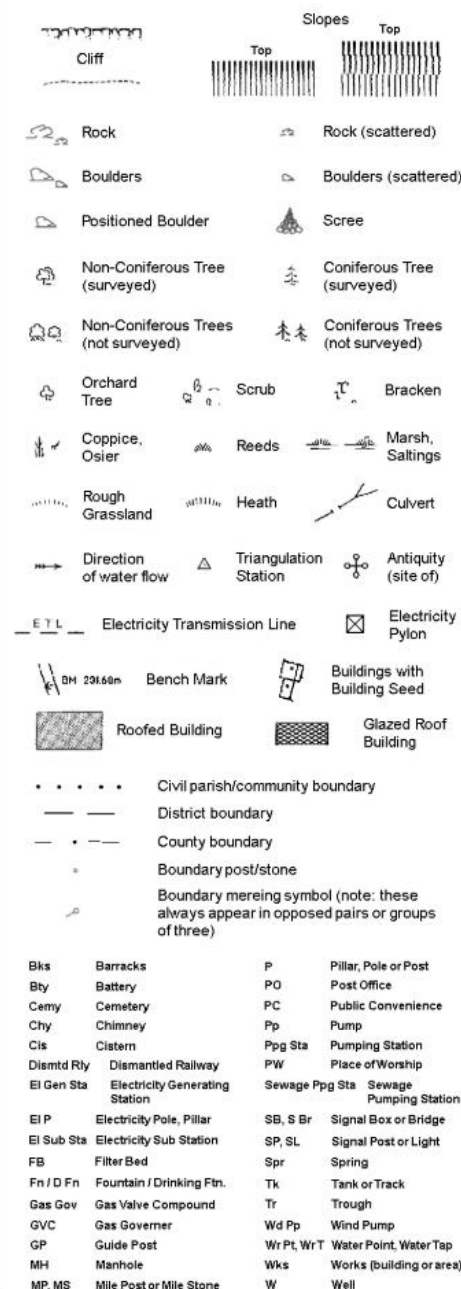 Slopes
Top
Top
Cliff
Rock
Rock (scattered)
Boulders
Boulders (scattered)
Positioned Boulder
Scree
Non-Coniferous Tree
(surveyed)
Coniferous Tree
(surveyed)
Non-Coniferous Trees
(not surveyed)
Coniferous Trees
(not surveyed)
Orchard
Tree
Scrub
Bracken
Coppice,
Osier
Reeds
Marsh,
Saltings
Rough
Grassland
Heath
Culvert
Direction
of water flow
Triangulation
Station
Antiquity
(site of)
E T L
Electricity Transmission Line
Electricity
Pylon
BM 231.60m
Bench Mark
Buildings with
Building Seed
Roofed Building
Glazed Roof
Building
Civil parish/community boundary
District boundary
County boundary
Boundary post/stone
Boundary mereing symbol (note: these
always appear in opposed pairs or groups
of three)
Bks Barracks
Bty Battery
Cemy Cemetery
Chy Chimney
Cis Cistern
Dismtd Rly Dismantled Railway
El Gen Sta Electricity Generating
Station
El P Electricity Pole, Pillar
El Sub Sta Electricity Sub Station
FB Filter Bed
Fn / D Fn Fountain / Drinking Ftn.
Gas Gov Gas Valve Compound
GVC Gas Governer
GP Guide Post
MH Manhole
MP, MS Mile Post or Mile Stone
P Pillar, Pole or Post
PO Post Office
PC Public Convenience
Pp Pump
Ppg Sta Pumping Station
PW Place of Worship
Sewage Ppg Sta Sewage
Pumping Station
SB, S Br Signal Box or Bridge
SP, SL Signal Post or Light
Spr Spring
Tk Tank or Track
Tr Trough
Wd Pp Wind Pump
Wr Pt, Wr T Water Point, Water Tap
Wks Works (building or area)
W Well